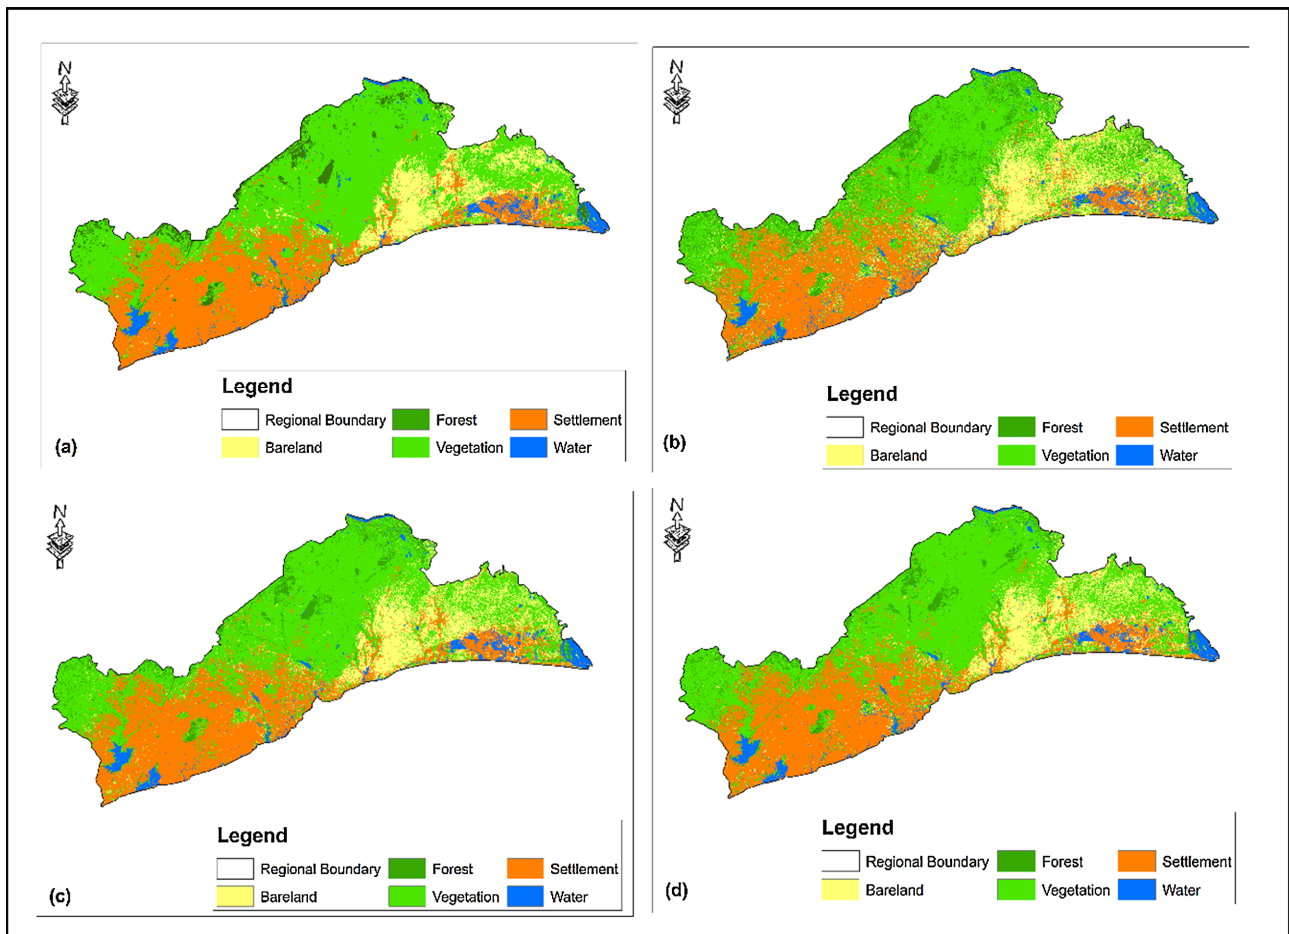 N
N
Legend
Regional Boundary Forest Settlement
Bareland Vegetation Water
(a)
Legend
Regional Boundary Forest Settlement
Bareland Vegetation Water
(b)
N
N
Legend
Regional Boundary Forest Settlement
Bareland Vegetation Water
(c)
Legend
Regional Boundary Forest Settlement
Bareland Vegetation Water
(d)